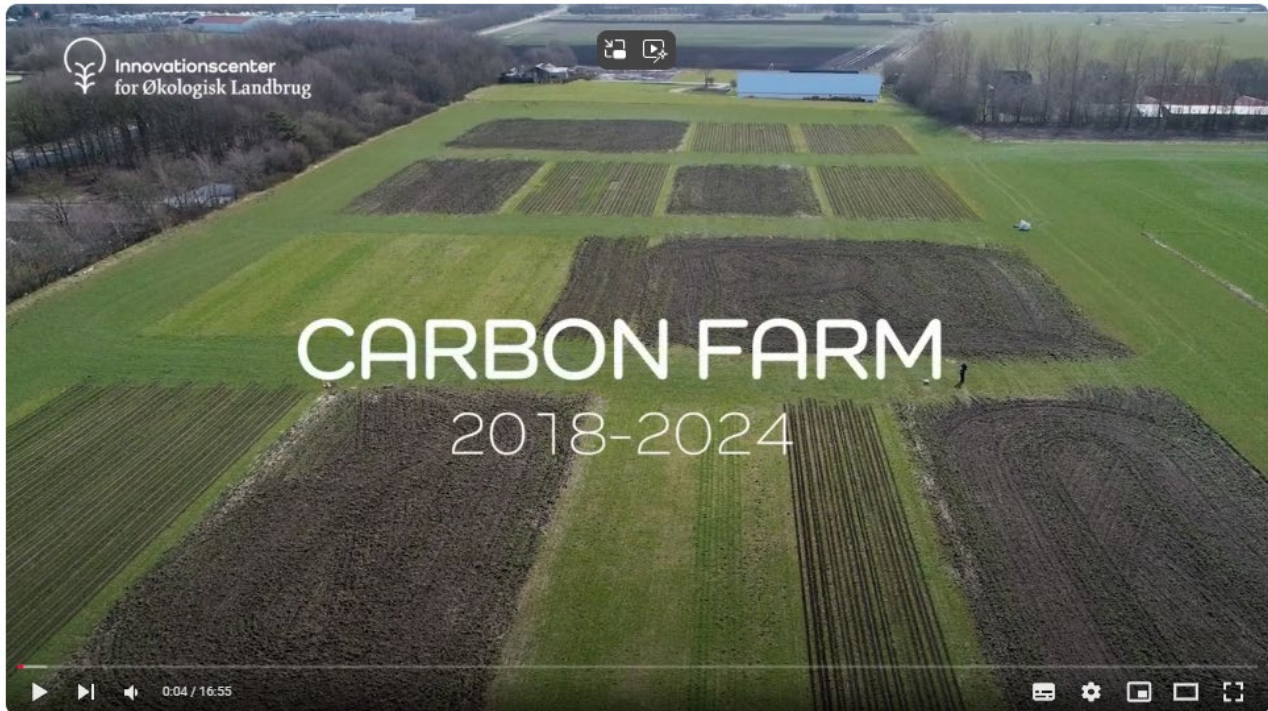 Innovationscenter
for Økologisk Landbrug
CARBON FARM
2018-2024
0:04 / 16:55